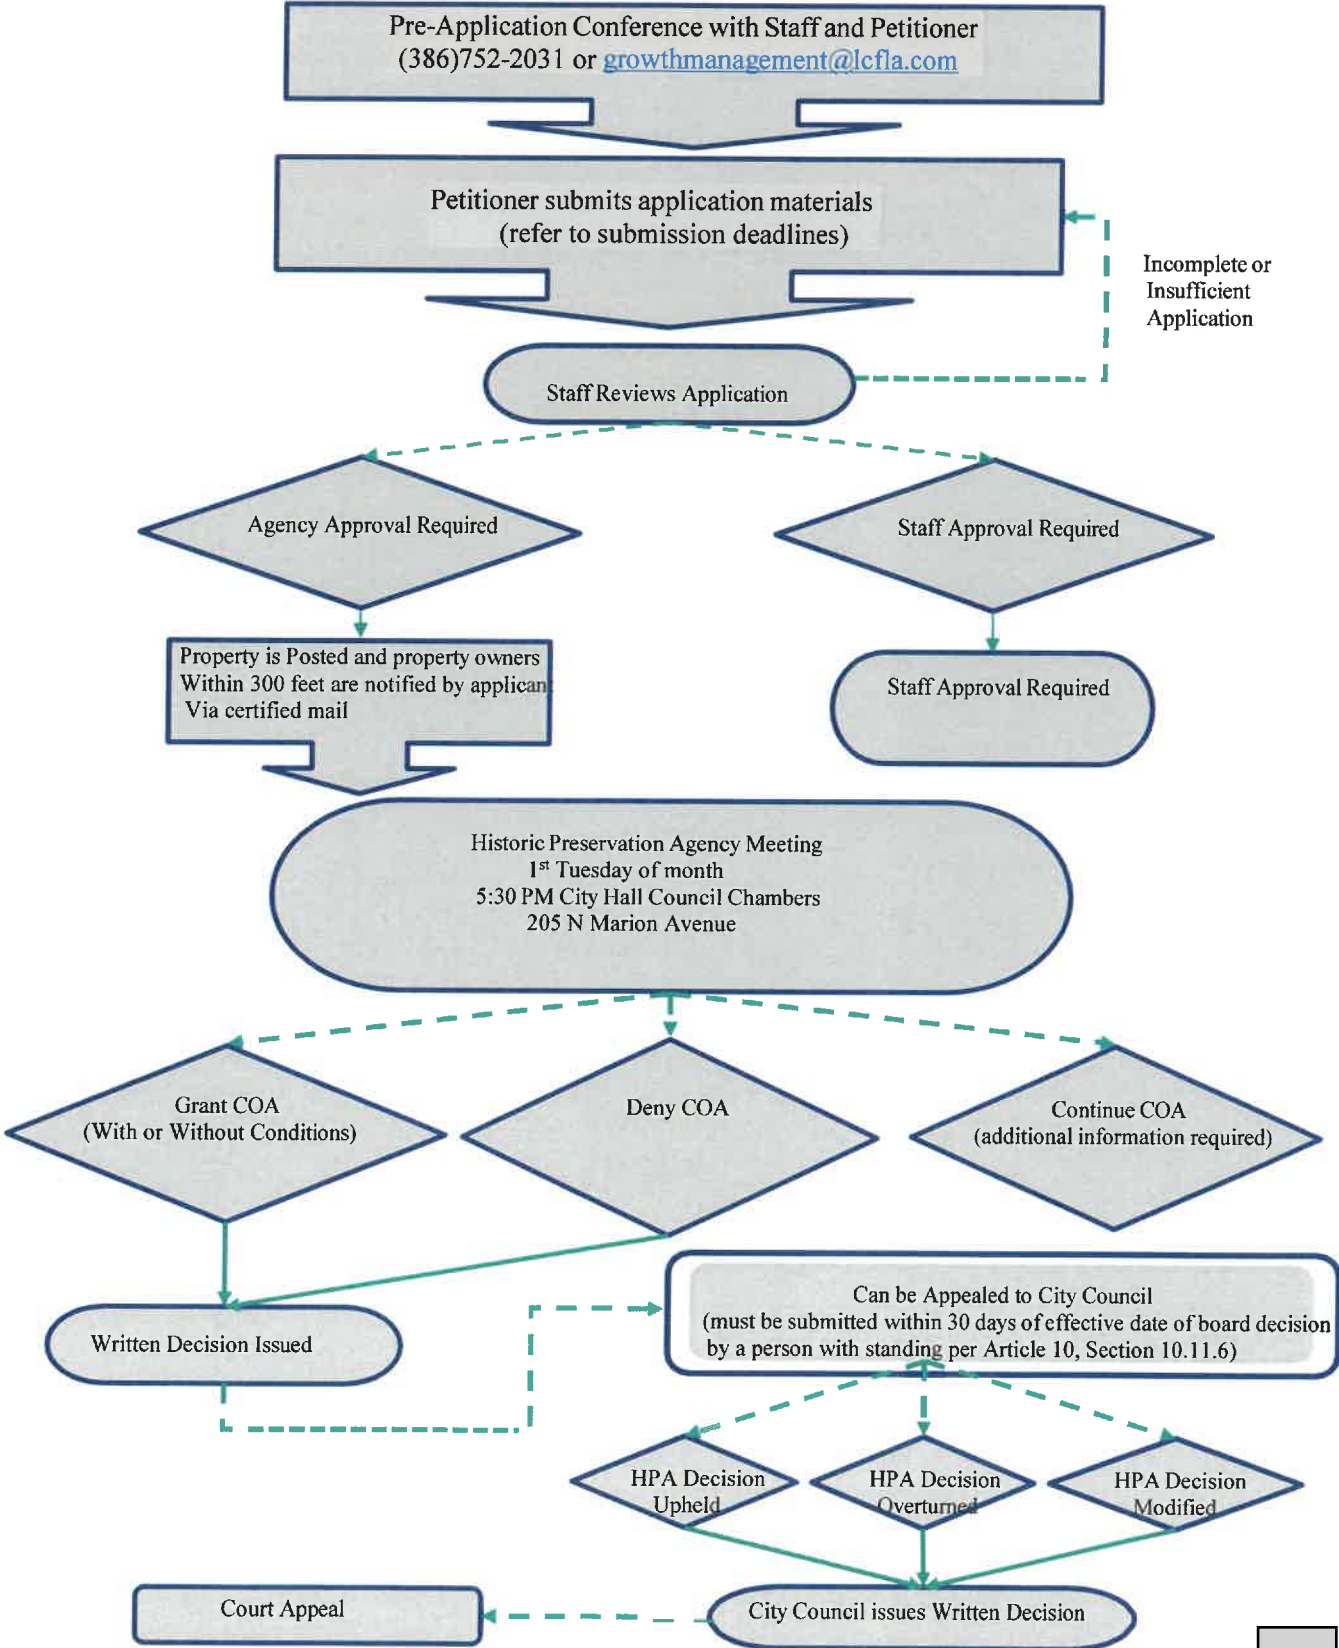 Pre-Application Conference with Staff and Petitioner
(386)752-2031 or growthmanagement@lcfla.com
Petitioner submits application materials
(refer to submission deadlines)
Incomplete or
Insufficient
Application
Staff Reviews Application
Agency Approval Required
Staff Approval Required
Property is Posted and property owners
Within 300 feet are notified by applican
Via certified mail
Staff Approval Required
Historic Preservation Agency Meeting
1st Tuesday of month
5:30 PM City Hall Council Chambers
205 N Marion Avenue
Grant COA
(With or Without Conditions)
Deny COA
Continue COA
(additional information required)
Written Decision Issued
Can be Appealed to City Council
(must be submitted within 30 days of effective date of board decision
by a person with standing per Article 10, Section 10.11.6)
HPA Decision
Upheld
HPA Decision
Overturned
HPA Decision
Modified
Court Appeal
City Council issues Written Decision